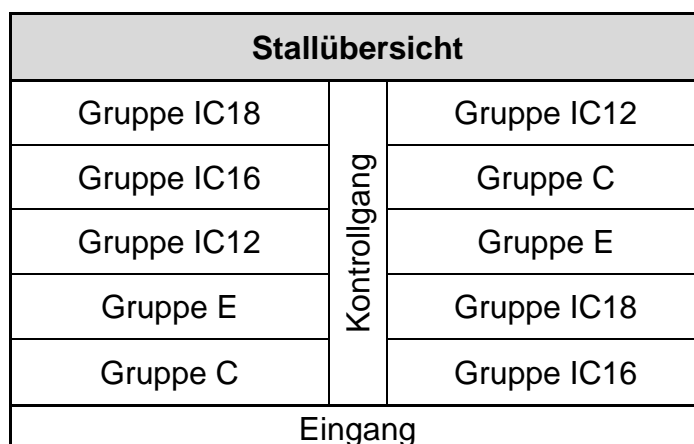 Stallübersicht
Gruppe IC18
Gruppe IC12
Gruppe IC16
Gruppe C
Gruppe IC12
Gruppe E
Gruppe E
Gruppe IC18
Gruppe C
Gruppe IC16
Kontrollgang
Eingang